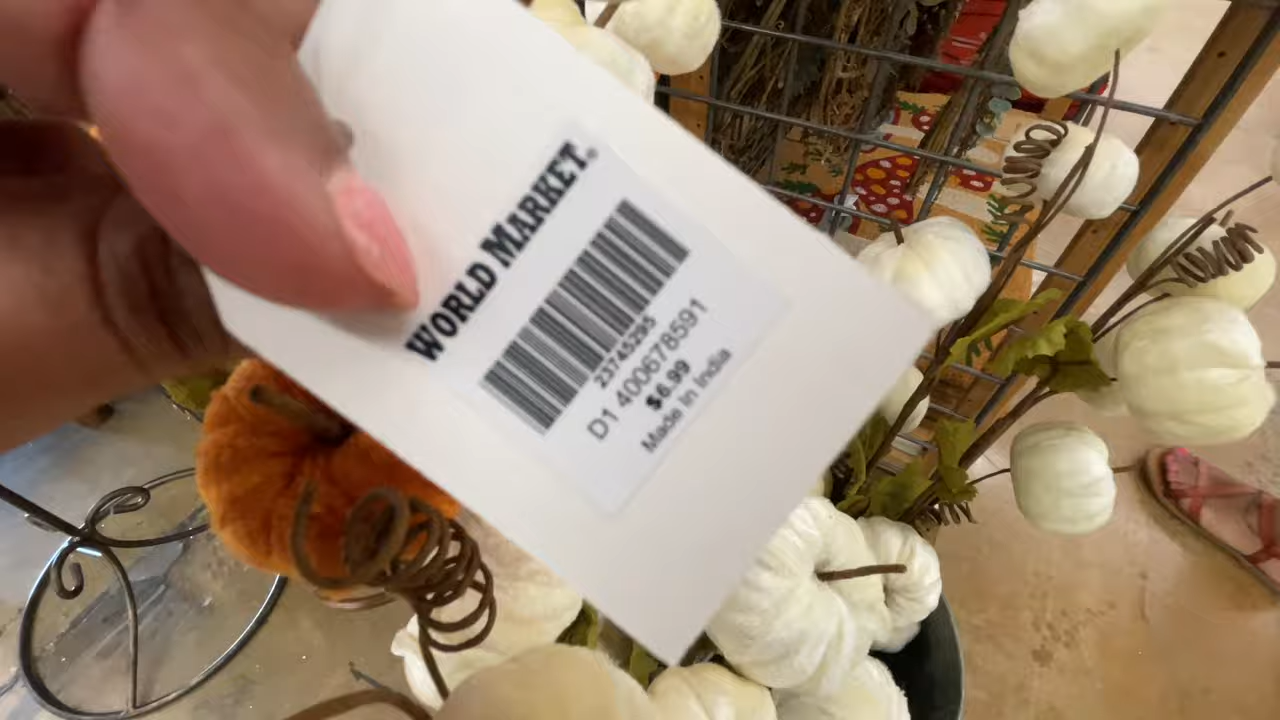 WORLD MARKET®
23745295
D1 400678591
$6.99
Made In India